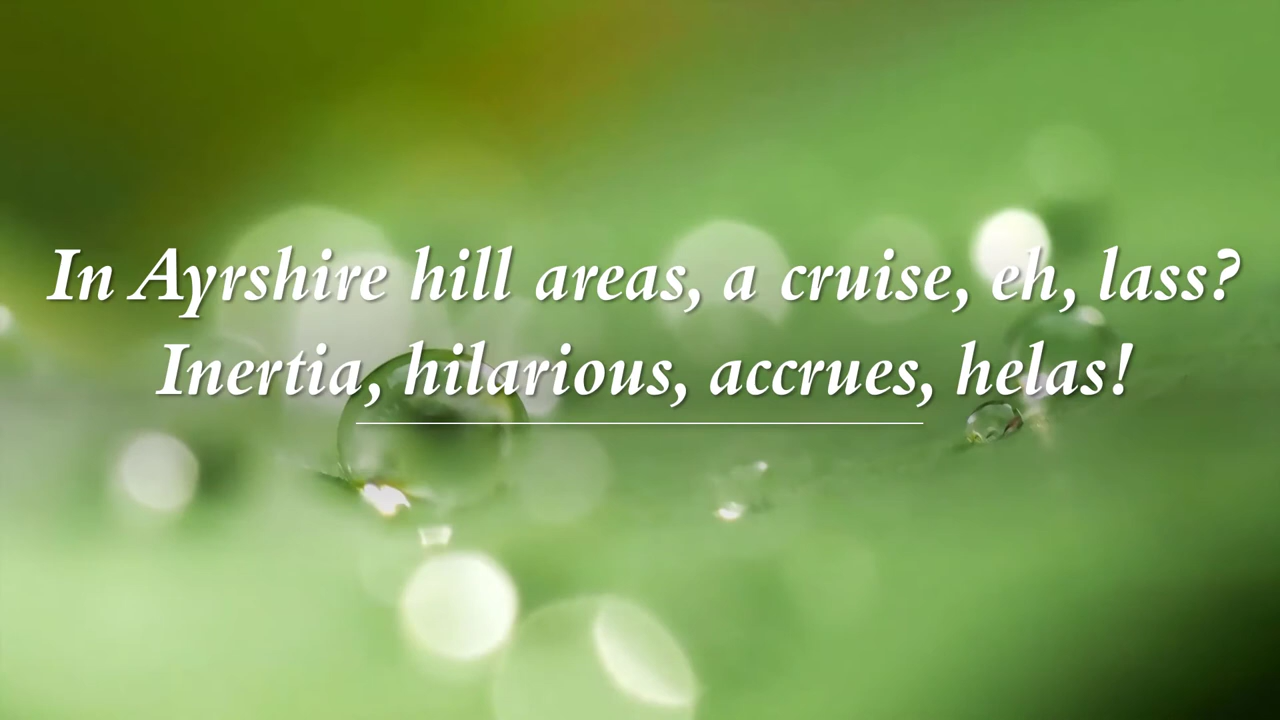 In Ayrshire hill areas, a cruise, eh, lass?
Inertia, hilarious, accrues, helas!